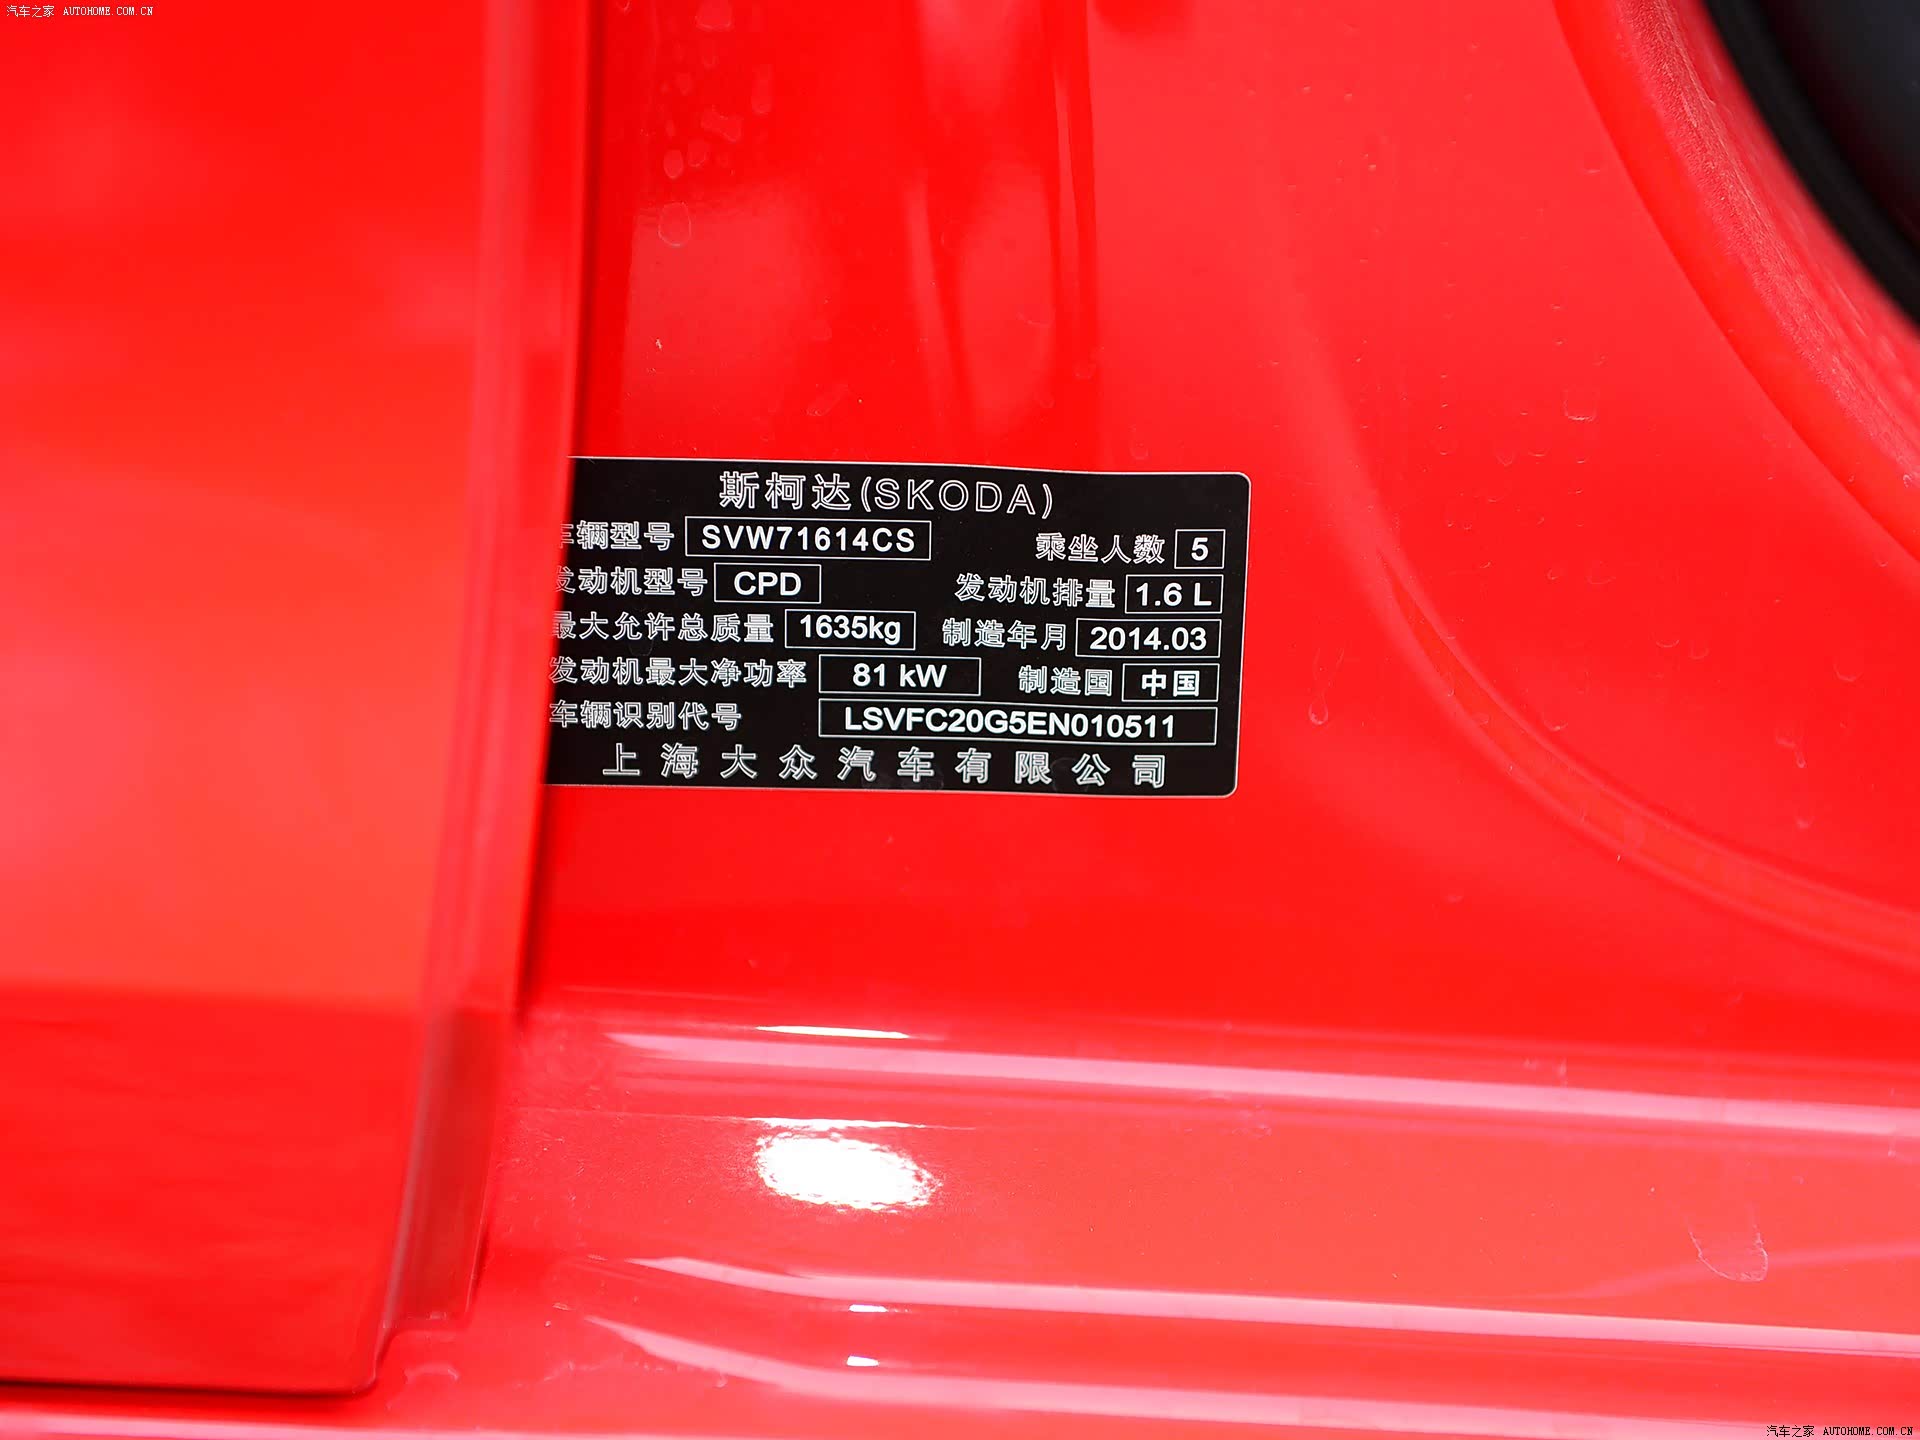 汽车之家 AUTOHOME.COM.CN
斯柯达(SKODA)
车辆型号 SVW71614CS 乘坐人数 5
发动机型号 CPD 发动机排量 1.6 L
最大允许总质量 1635kg 制造年月 2014.03
发动机最大净功率 81 kW 制造国 中国
车辆识别代号 LSVFC20G5EN010511
上海大众汽车有限公司
汽车之家 AUTOHOME.COM.CN